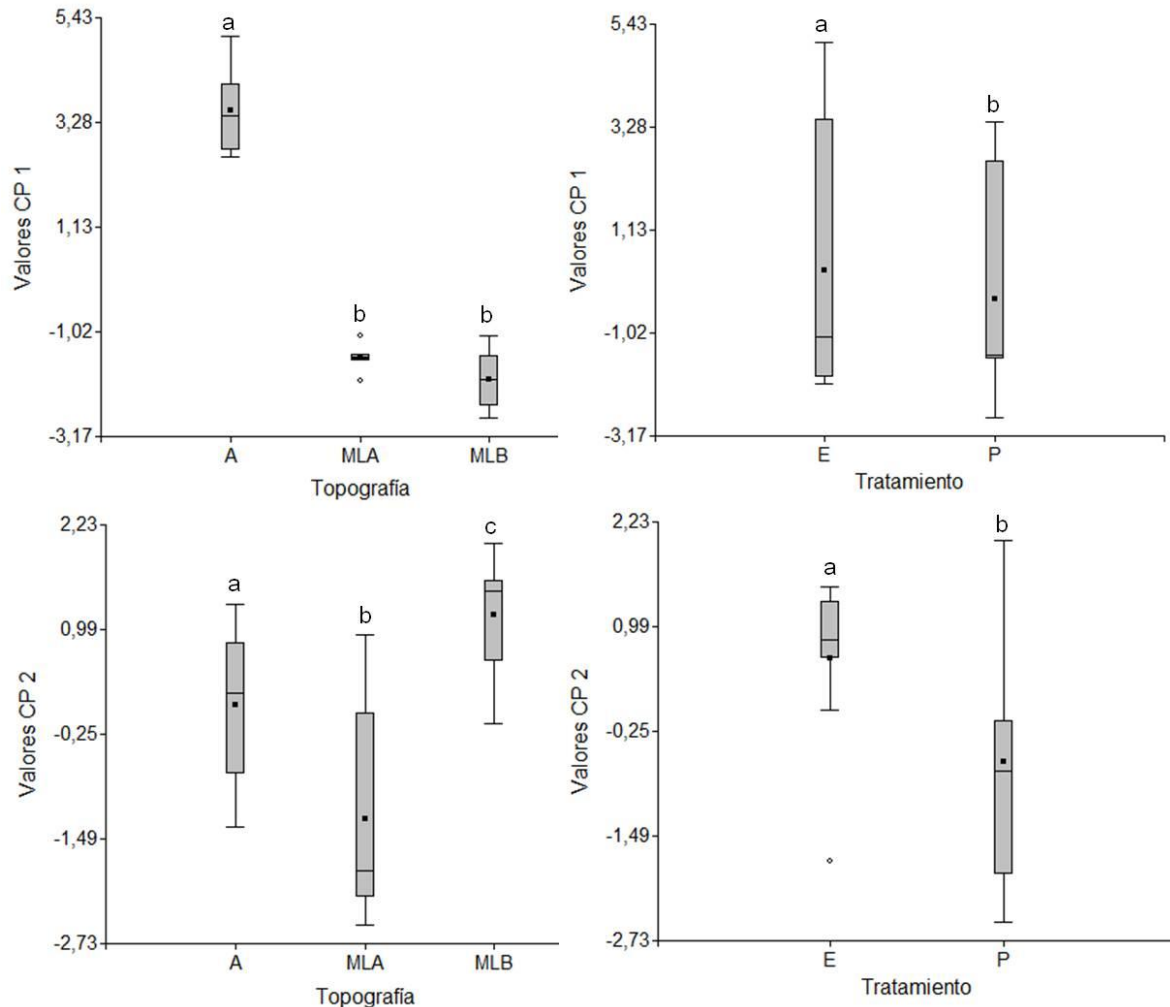 5,43
a
3,28
1,13
-1,02
b
b
-3,17
A MLA MLB
Topografía
Valores CP 1
5,43
a
3,28
b
1,13
-1,02
-3,17
E P
Tratamiento
Valores CP 1
2,23
c
a
b
0,99
-0,25
-1,49
-2,73
A MLA MLB
Topografía
Valores CP 2
2,23
b
a
0,99
-0,25
-1,49
-2,73
E P
Tratamiento
Valores CP 2